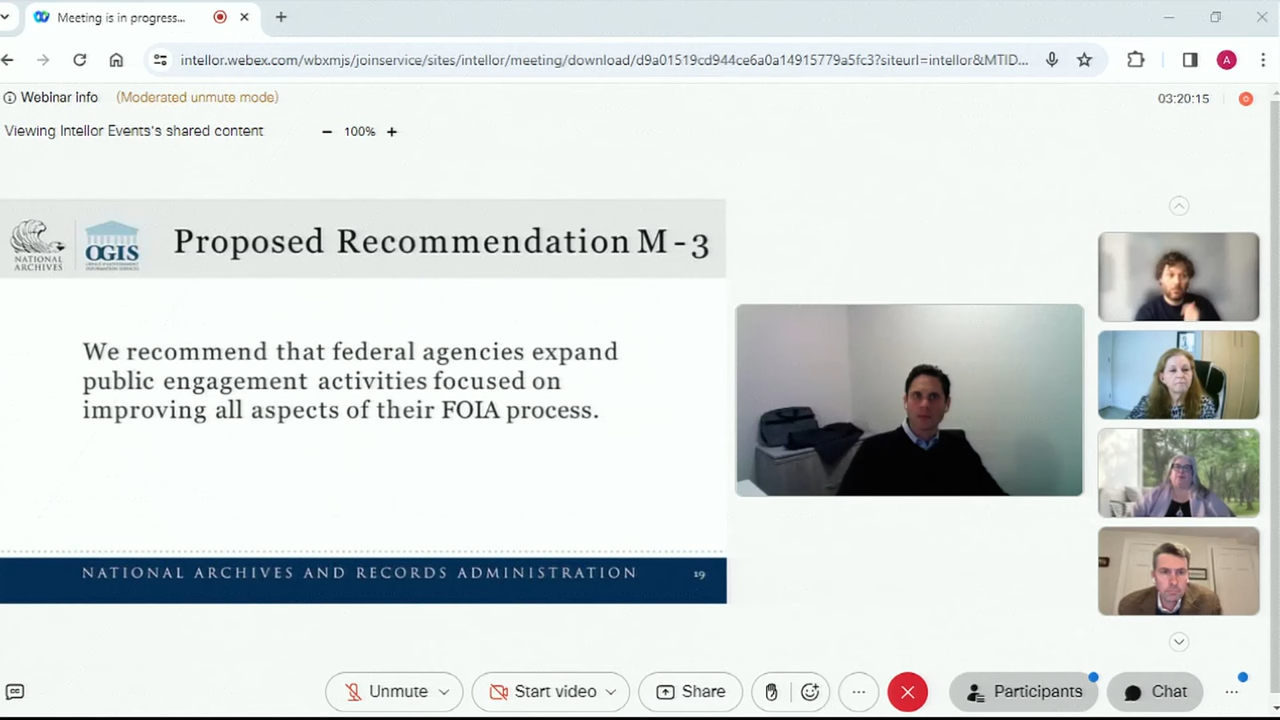 Meeting is in progress...
intellor.webex.com/wbxmjs/joinservice/sites/intellor/meeting/download/d9a01519cd944ce6a0a14915779a5fc3?siteurl=intellor&MTID...
A
Webinar info (Moderated unmute mode)
03:20:15
Viewing Intellor Events's shared content
100%
NATIONAL
ARCHIVES
OGIS
Proposed Recommendation M-3
We recommend that federal agencies expand
public engagement activities focused on
improving all aspects of their FOIA process.
NATIONAL ARCHIVES AND RECORDS ADMINISTRATION 19
Unmute
Start video
Share
Participants
Chat